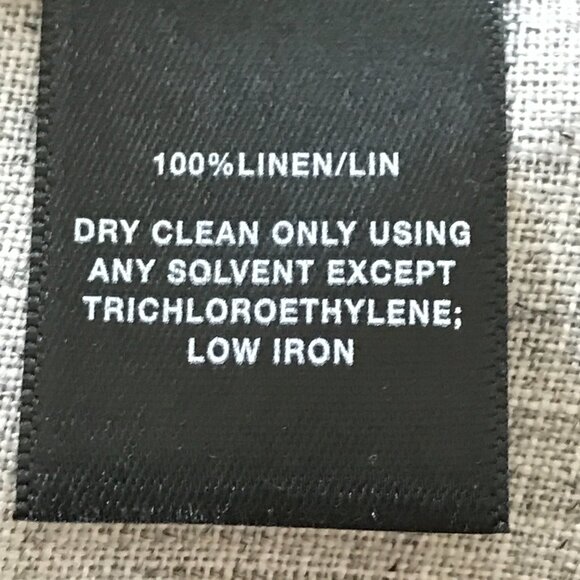 100%LINEN/LIN
DRY CLEAN ONLY USING
ANY SOLVENT EXCEPT
TRICHLOROETHYLENE;
LOW IRON